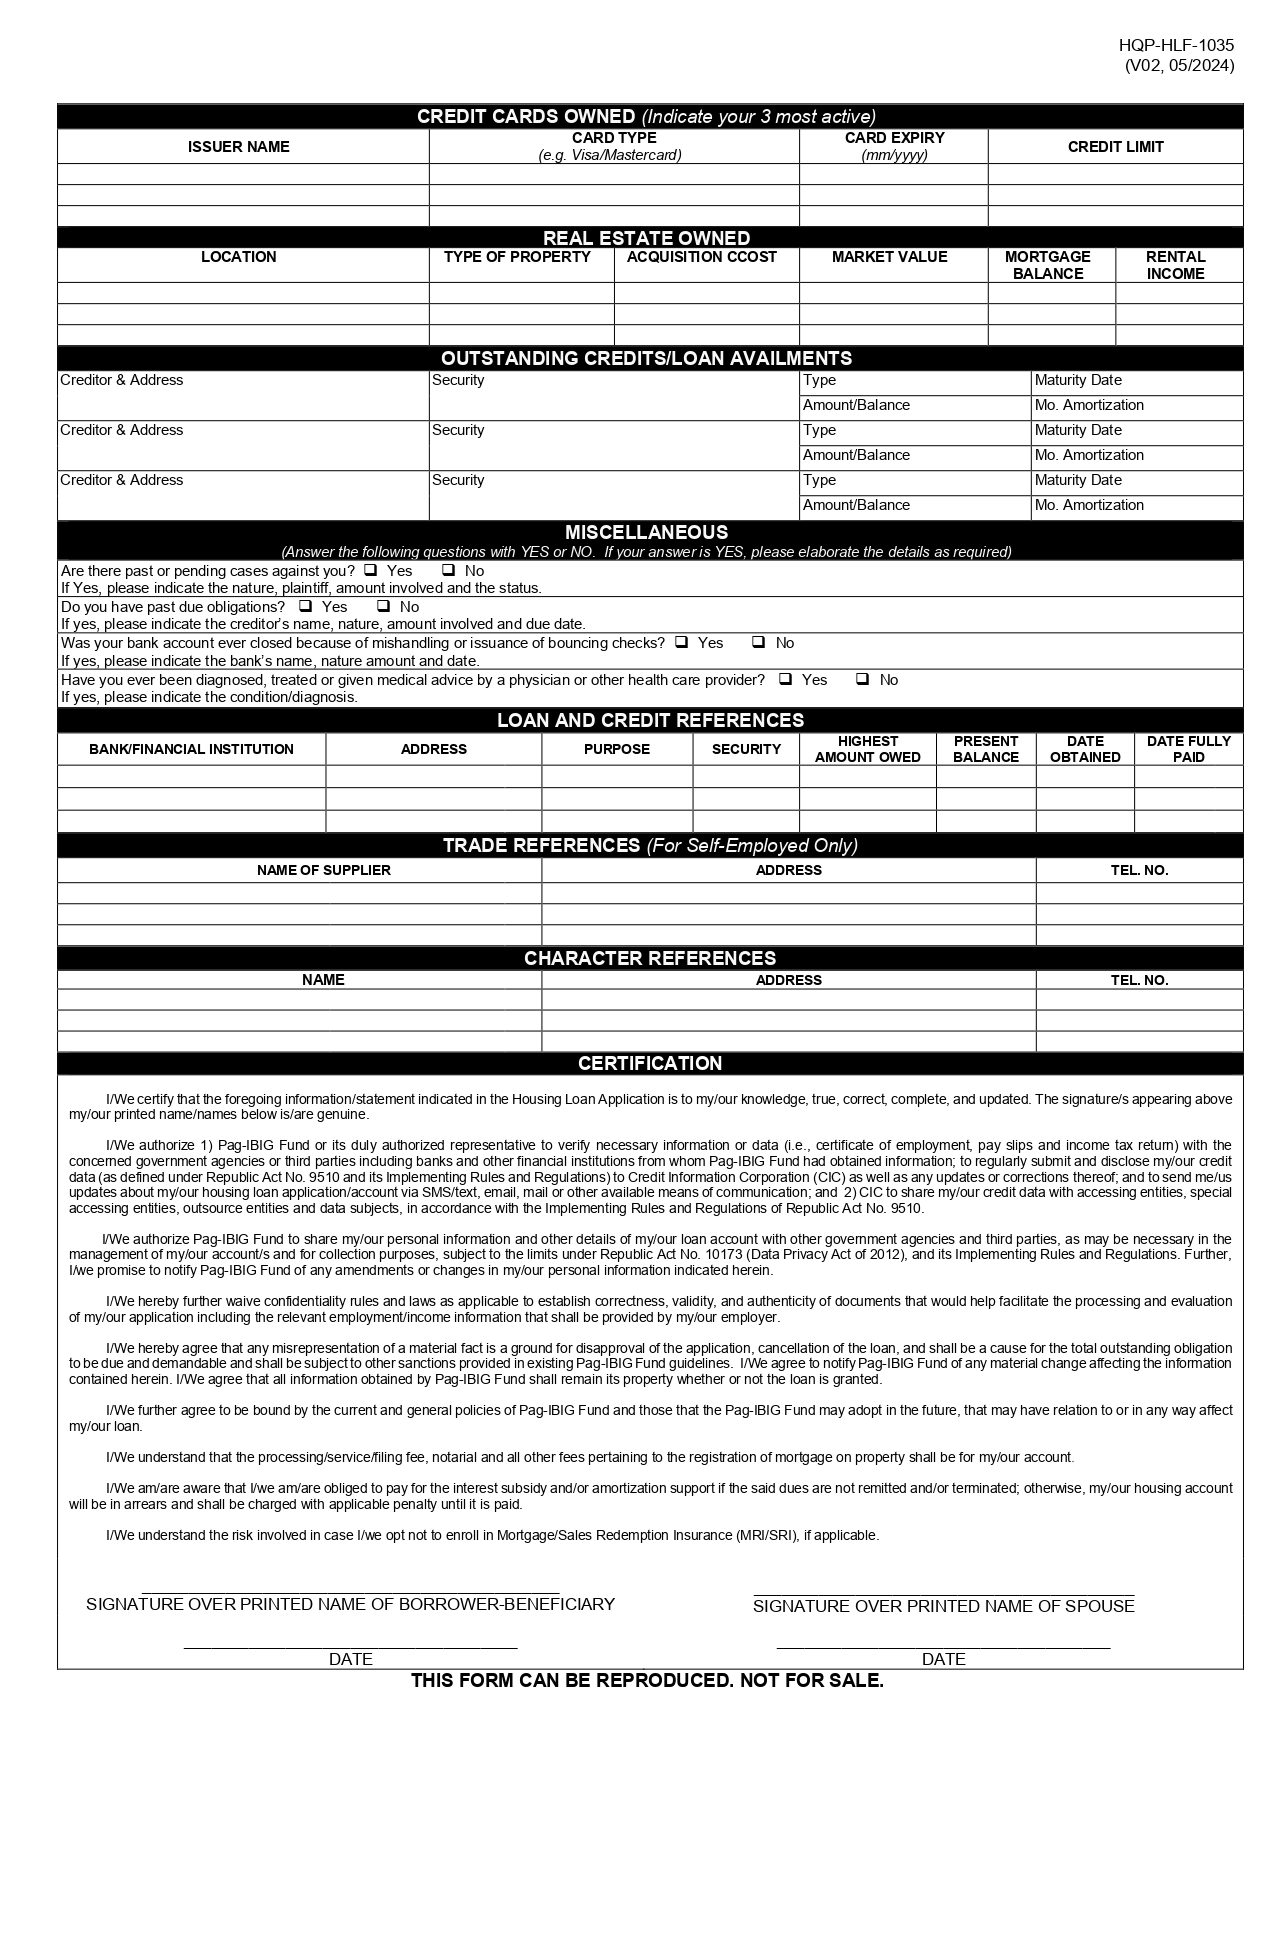 HQP-HLF-1035
(V02, 05/2024)
CREDIT CARDS OWNED (Indicate your 3 most active)
ISSUER NAME
CARD TYPE
(e.g. Visa/Mastercard)
CARD EXPIRY
(mm/yyyy)
CREDIT LIMIT
REAL ESTATE OWNED
LOCATION
TYPE OF PROPERTY
ACQUISITION CCOST
MARKET VALUE
MORTGAGE
BALANCE
RENTAL
INCOME
OUTSTANDING CREDITS/LOAN AVAILMENTS
Creditor & Address
Security
Type
Maturity Date
Amount/Balance
Mo. Amortization
Creditor & Address
Security
Type
Maturity Date
Amount/Balance
Mo. Amortization
Creditor & Address
Security
Type
Maturity Date
Amount/Balance
Mo. Amortization
MISCELLANEOUS
(Answer the following questions with YES or NO.  If your answer is YES, please elaborate the details as required)
Are there past or pending cases against you? ❑ Yes ❑ No
If Yes, please indicate the nature, plaintiff, amount involved and the status.
Do you have past due obligations? ❑ Yes ❑ No
If yes, please indicate the creditor’s name, nature, amount involved and due date.
Was your bank account ever closed because of mishandling or issuance of bouncing checks? ❑ Yes ❑ No
If yes, please indicate the bank’s name, nature amount and date.
Have you ever been diagnosed, treated or given medical advice by a physician or other health care provider? ❑ Yes ❑ No
If yes, please indicate the condition/diagnosis.
LOAN AND CREDIT REFERENCES
BANK/FINANCIAL INSTITUTION
ADDRESS
PURPOSE
SECURITY
HIGHEST
AMOUNT OWED
PRESENT
BALANCE
DATE
OBTAINED
DATE FULLY
PAID
TRADE REFERENCES (For Self-Employed Only)
NAME OF SUPPLIER
ADDRESS
TEL. NO.
CHARACTER REFERENCES
NAME
ADDRESS
TEL. NO.
CERTIFICATION
I/We certify that the foregoing information/statement indicated in the Housing Loan Application is to my/our knowledge, true, correct, complete, and updated. The signature/s appearing above
my/our printed name/names below is/are genuine.
I/We authorize 1) Pag-IBIG Fund or its duly authorized representative to verify necessary information or data (i.e., certificate of employment, pay slips and income tax return) with the
concerned government agencies or third parties including banks and other financial institutions from whom Pag-IBIG Fund had obtained information; to regularly submit and disclose my/our credit
data (as defined under Republic Act No. 9510 and its Implementing Rules and Regulations) to Credit Information Corporation (CIC) as well as any updates or corrections thereof; and to send me/us
updates about my/our housing loan application/account via SMS/text, email, mail or other available means of communication; and  2) CIC to share my/our credit data with accessing entities, special
accessing entities, outsource entities and data subjects, in accordance with the Implementing Rules and Regulations of Republic Act No. 9510.
I/We authorize Pag-IBIG Fund to share my/our personal information and other details of my/our loan account with other government agencies and third parties, as may be necessary in the
management of my/our account/s and for collection purposes, subject to the limits under Republic Act No. 10173 (Data Privacy Act of 2012), and its Implementing Rules and Regulations. Further,
I/we promise to notify Pag-IBIG Fund of any amendments or changes in my/our personal information indicated herein.
I/We hereby further waive confidentiality rules and laws as applicable to establish correctness, validity, and authenticity of documents that would help facilitate the processing and evaluation
of my/our application including the relevant employment/income information that shall be provided by my/our employer.
I/We hereby agree that any misrepresentation of a material fact is a ground for disapproval of the application, cancellation of the loan, and shall be a cause for the total outstanding obligation
to be due and demandable and shall be subject to other sanctions provided in existing Pag-IBIG Fund guidelines.  I/We agree to notify Pag-IBIG Fund of any material change affecting the information
contained herein. I/We agree that all information obtained by Pag-IBIG Fund shall remain its property whether or not the loan is granted.
I/We further agree to be bound by the current and general policies of Pag-IBIG Fund and those that the Pag-IBIG Fund may adopt in the future, that may have relation to or in any way affect
my/our loan.
I/We understand that the processing/service/filing fee, notarial and all other fees pertaining to the registration of mortgage on property shall be for my/our account.
I/We am/are aware that I/we am/are obliged to pay for the interest subsidy and/or amortization support if the said dues are not remitted and/or terminated; otherwise, my/our housing account
will be in arrears and shall be charged with applicable penalty until it is paid.
I/We understand the risk involved in case I/we opt not to enroll in Mortgage/Sales Redemption Insurance (MRI/SRI), if applicable.
SIGNATURE OVER PRINTED NAME OF BORROWER-BENEFICIARY
SIGNATURE OVER PRINTED NAME OF SPOUSE
DATE
DATE
THIS FORM CAN BE REPRODUCED. NOT FOR SALE.